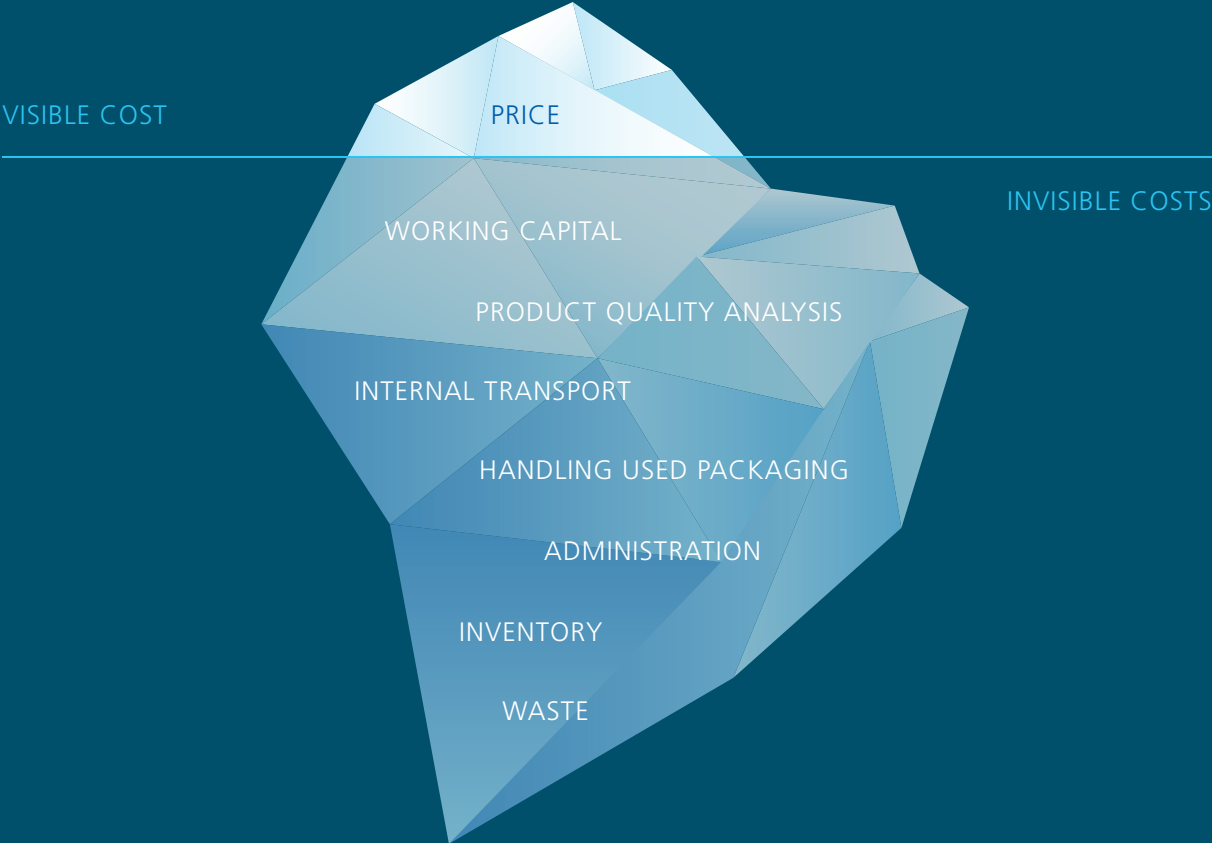 VISIBLE COST
PRICE
INVISIBLE COSTS
WORKING CAPITAL
PRODUCT QUALITY ANALYSIS
INTERNAL TRANSPORT
HANDLING USED PACKAGING
ADMINISTRATION
INVENTORY
WASTE